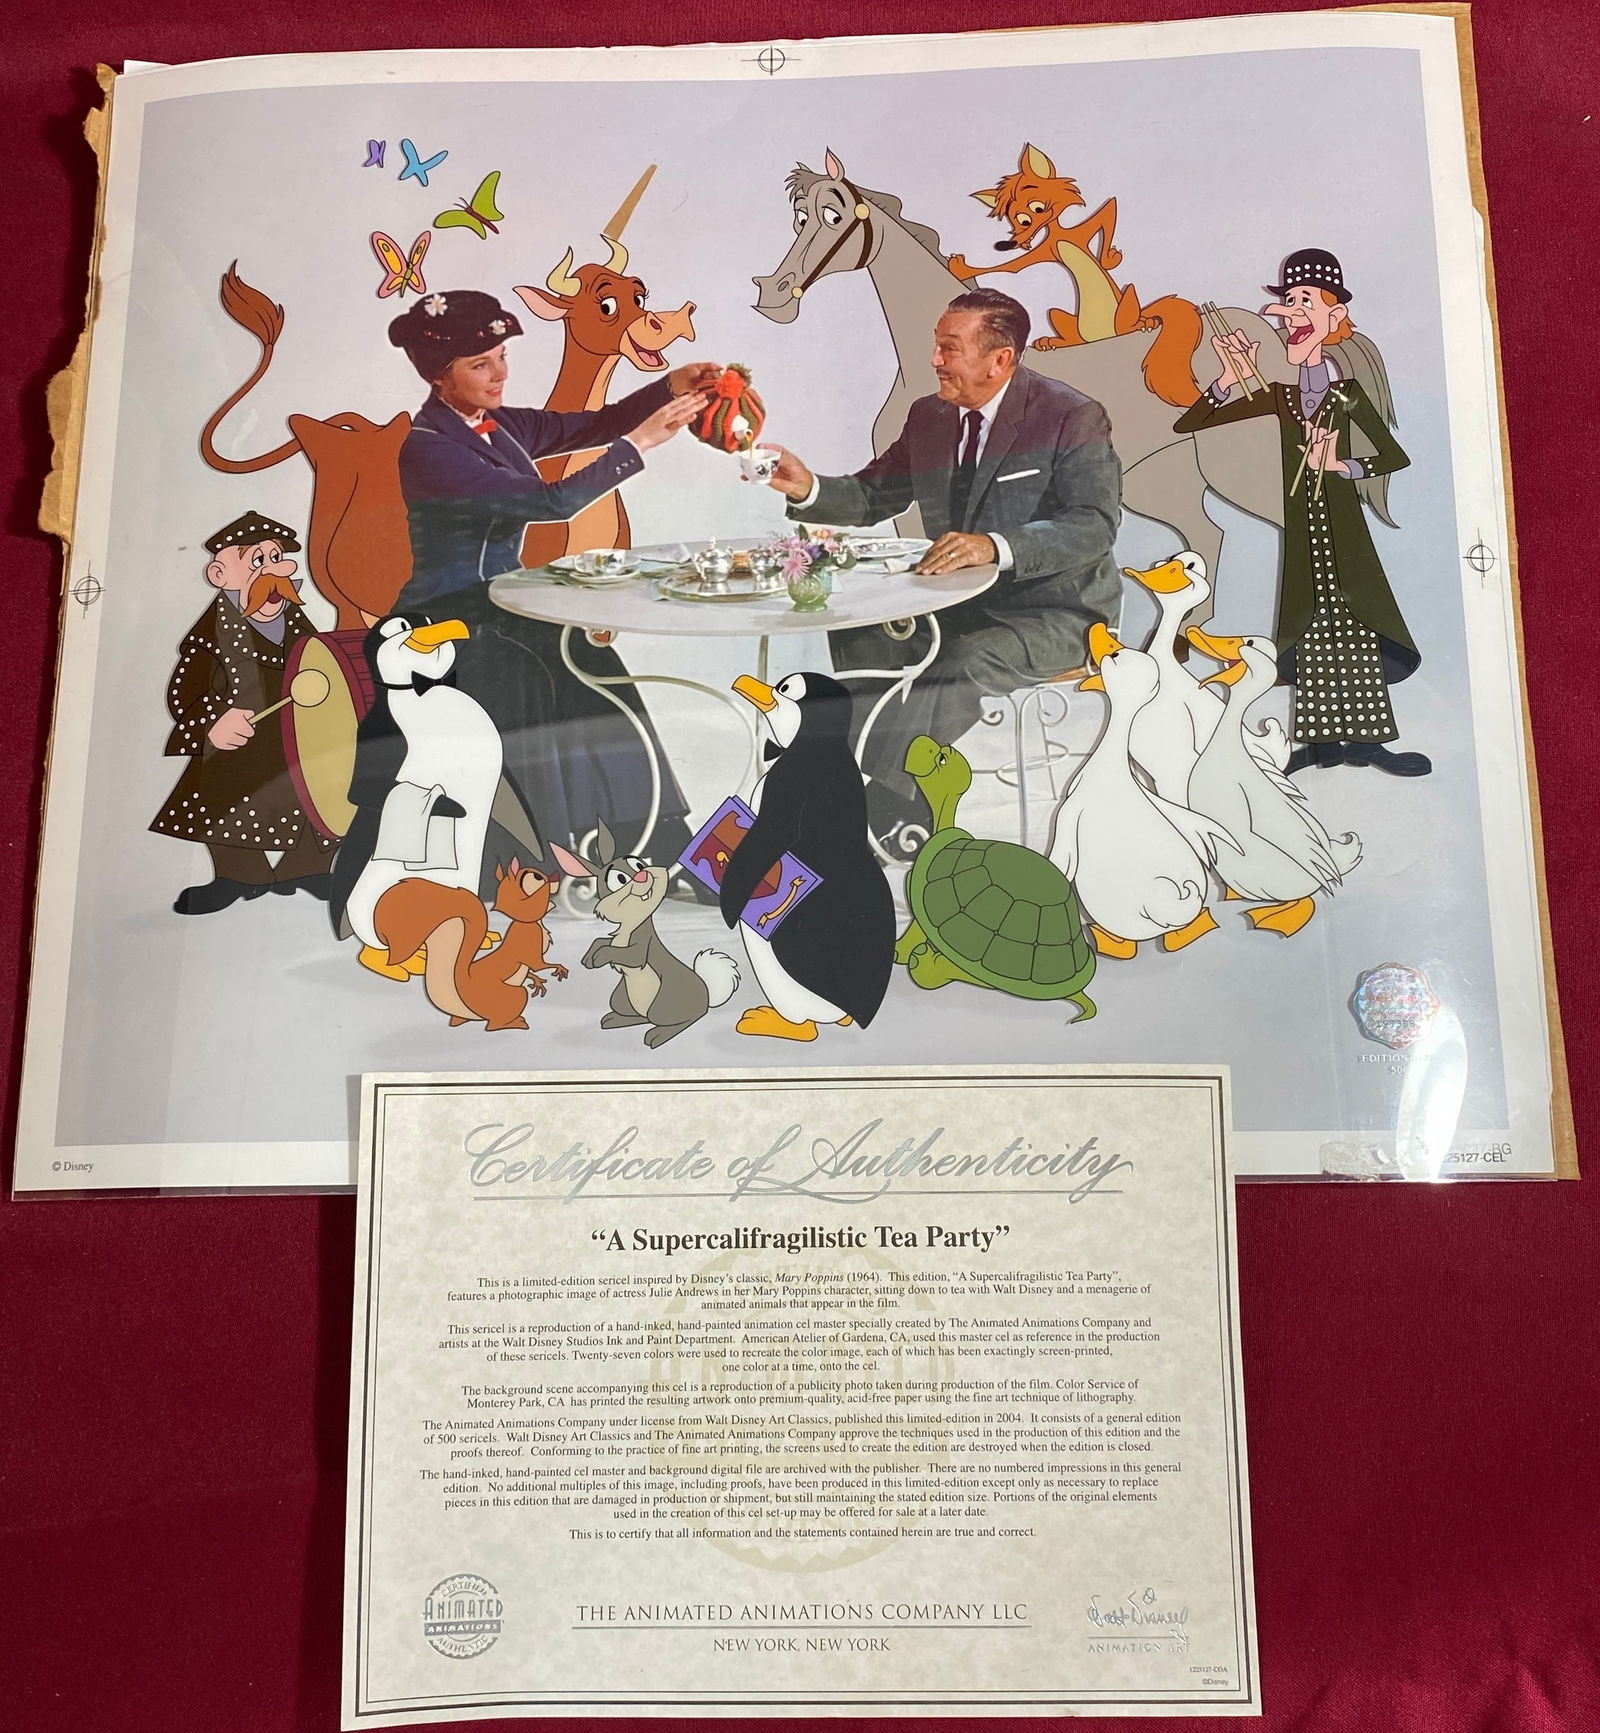 EDITION
© Disney
25127-CEL
BG
Certificate of Authenticity
“A Supercalifragilistic Tea Party”
This is a limited-edition sericel inspired by Disney’s classic, Mary Poppins (1964). This edition, “A Supercalifragilistic Tea Party”,
features a photographic image of actress Julie Andrews in her Mary Poppins character, sitting down to tea with Walt Disney and a menagerie of
animated animals that appear in the film.
This sericel is a reproduction of a hand-inked, hand-painted animation cel master specially created by The Animated Animations Company and
artists at the Walt Disney Studios Ink and Paint Department. American Atelier of Gardena, CA, used this master cel as reference in the production
of these sericels. Twenty-seven colors were used to recreate the color image, each of which has been exactingly screen-printed,
one color at a time, onto the cel.
The background scene accompanying this cel is a reproduction of a publicity photo taken during production of the film. Color Service of
Monterey Park, CA has printed the resulting artwork onto premium-quality, acid-free paper using the fine art technique of lithography.
The Animated Animations Company under license from Walt Disney Art Classics, published this limited-edition in 2004. It consists of a general edition
of 500 sericels. Walt Disney Art Classics and The Animated Animations Company approve the techniques used in the production of this edition and the
proofs thereof. Conforming to the practice of fine art printing, the screens used to create the edition are destroyed when the edition is closed.
The hand-inked, hand-painted cel master and background digital file are archived with the publisher. There are no numbered impressions in this general
edition. No additional multiples of this image, including proofs, have been produced in this limited-edition except only as necessary to replace
pieces in this edition that are damaged in production or shipment, but still maintaining the stated edition size. Portions of the original elements
used in the creation of this cel set-up may be offered for sale at a later date.
This is to certify that all information and the statements contained herein are true and correct.
CERTIFIED
ANIMATED
ANIMATIONS
AUTHENTIC
THE ANIMATED ANIMATIONS COMPANY LLC
NEW YORK, NEW YORK
Walt Disney
ANIMATION ART
1225127-COA
©Disney